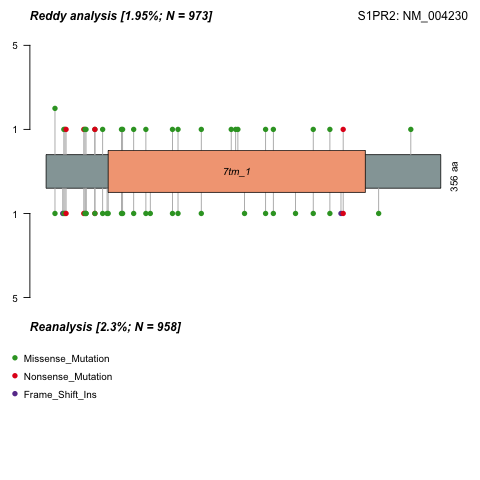 Reddy analysis [1.95%; N = 973]
S1PR2: NM_004230
5
1
7tm_1
356 aa
1
5
Reanalysis [2.3%; N = 958]
Missense_Mutation
Nonsense_Mutation
Frame_Shift_Ins